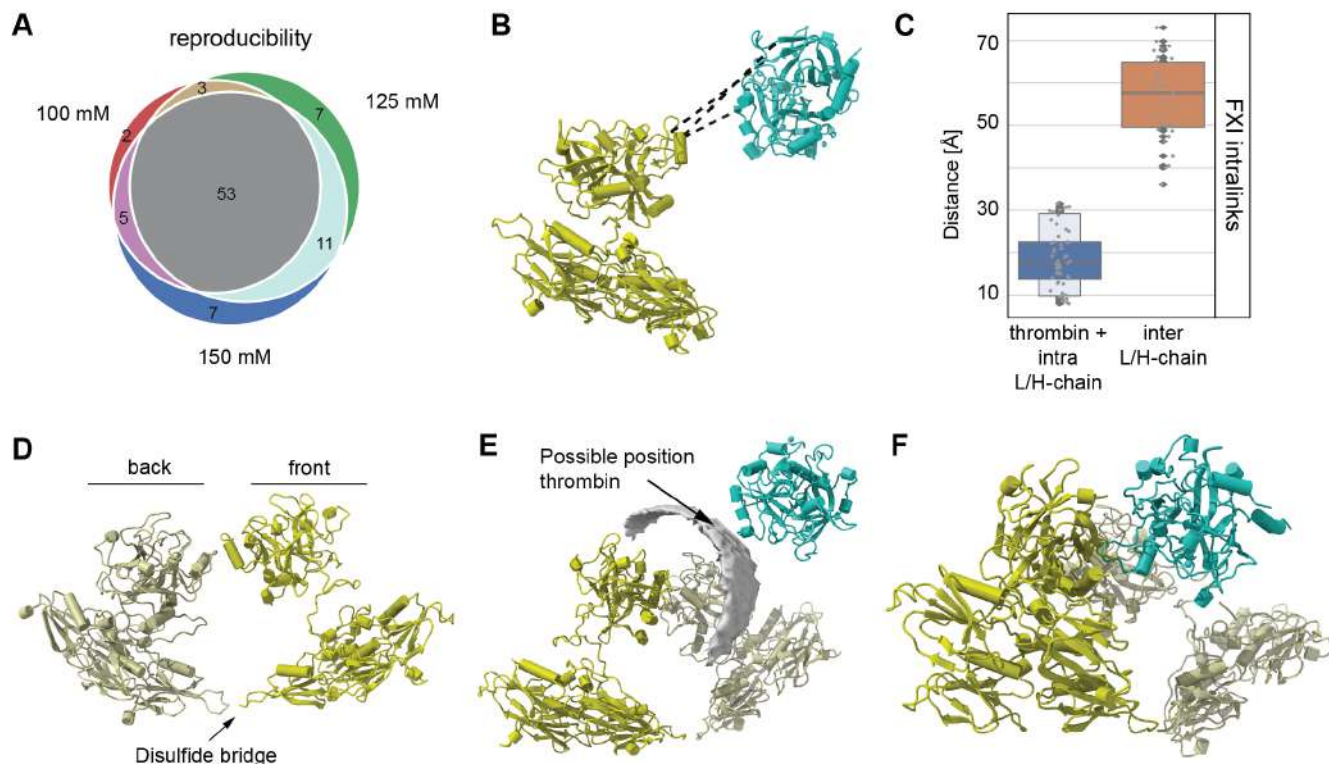 A
reproducibility
100 mM
125 mM
150 mM
3
7
2
53
5
11
7
B
C
Distance [Å]
70
50
30
10
thrombin +
intra
L/H-chain
inter
L/H-chain
FXI intralinks
D
back
front
Disulfide bridge
E
Possible position
thrombin
F